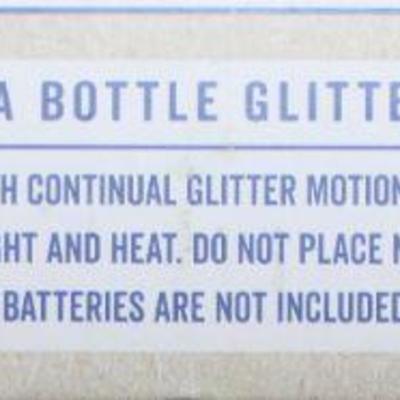 A BOTTLE GLITTE
H CONTINUAL GLITTER MOTION
GHT AND HEAT. DO NOT PLACE N
BATTERIES ARE NOT INCLUDED